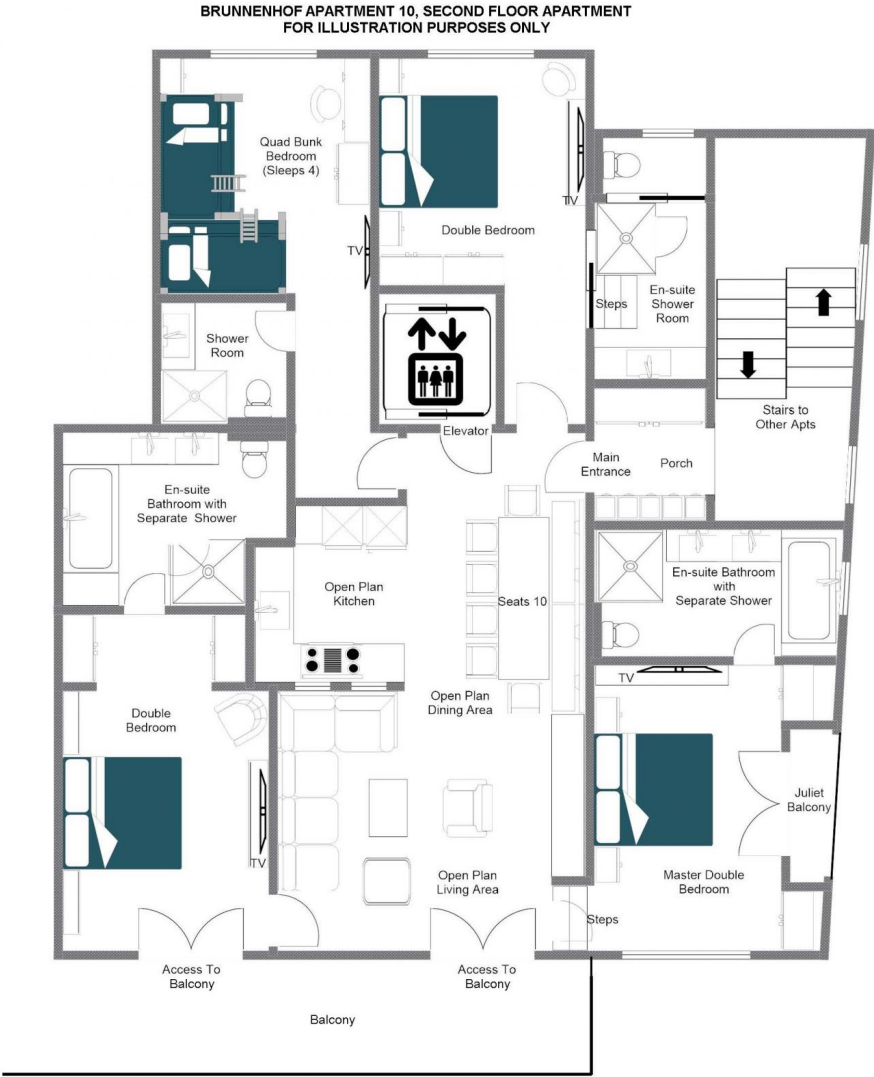 BRUNNENHOF APARTMENT 10, SECOND FLOOR APARTMENT
FOR ILLUSTRATION PURPOSES ONLY
Quad Bunk
Bedroom
(Sleeps 4)
TV
Double Bedroom
TV
Steps
En-suite
Shower
Room
Shower
Room
Elevator
Stairs to
Other Apts
Main
Entrance
Porch
En-suite
Bathroom with
Separate Shower
Open Plan
Kitchen
Seats 10
En-suite Bathroom
with
Separate Shower
Open Plan
Dining Area
TV
Double
Bedroom
TV
Juliet
Balcony
Open Plan
Living Area
Master Double
Bedroom
Steps
Access To
Balcony
Access To
Balcony
Balcony